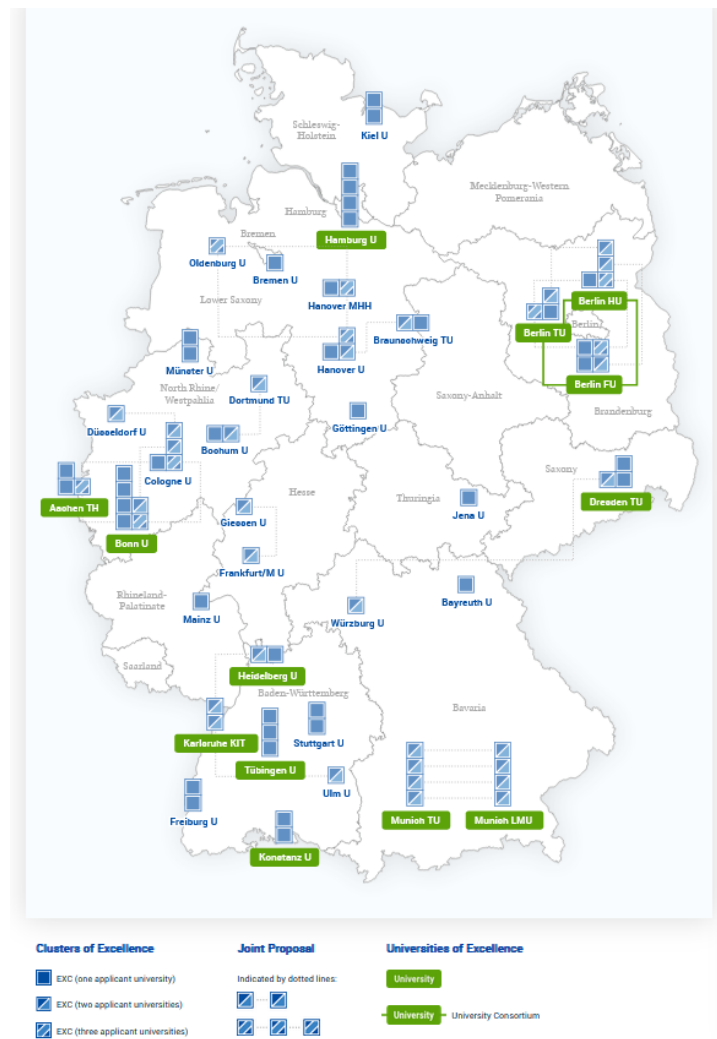 Schleswig-
Holstein
Kiel U
Mecklenburg-Western
Pomerania
Hamburg
Hamburg U
Bremen
Oldenburg U
Bremen U
Lower Saxony
Hanover MHH
Berlin HU
Berlin
Berlin TU
Berlin FU
Brandenburg
Braunschweig TU
Hanover U
Münster U
North Rhine/
Westphalia
Dortmund TU
Saxony-Anhalt
Göttingen U
Düsseldorf U
Bochum U
Cologne U
Saxony
Aachen TH
Bonn U
Hesse
Thuringia
Jena U
Dresden TU
Giessen U
Frankfurt/M U
Bayreuth U
Rhineland-
Palatinate
Mainz U
Würzburg U
Saarland
Heidelberg U
Baden-Württemberg
Bavaria
Karlsruhe KIT
Stuttgart U
Tübingen U
Ulm U
Freiburg U
Munich TU
Munich LMU
Konstanz U
Clusters of Excellence
EXC (one applicant university)
EXC (two applicant universities)
EXC (three applicant universities)
Joint Proposal
Indicated by dotted lines:
Universities of Excellence
University
University
University Consortium